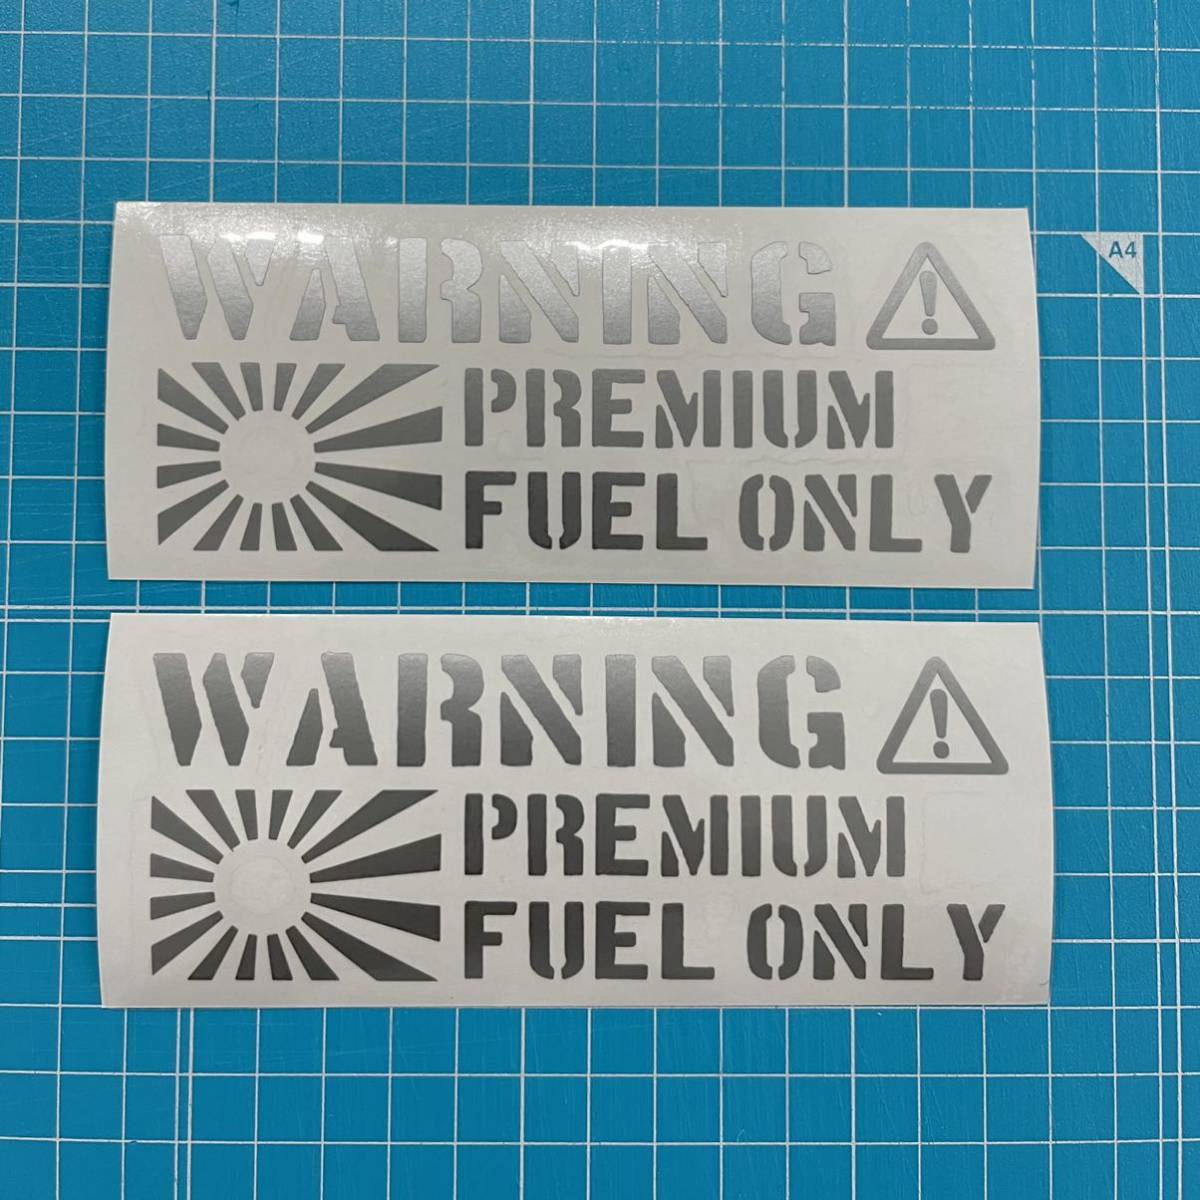 WARNING
PREMIUM
FUEL ONLY
A4
WARNING
PREMIUM
FUEL ONLY